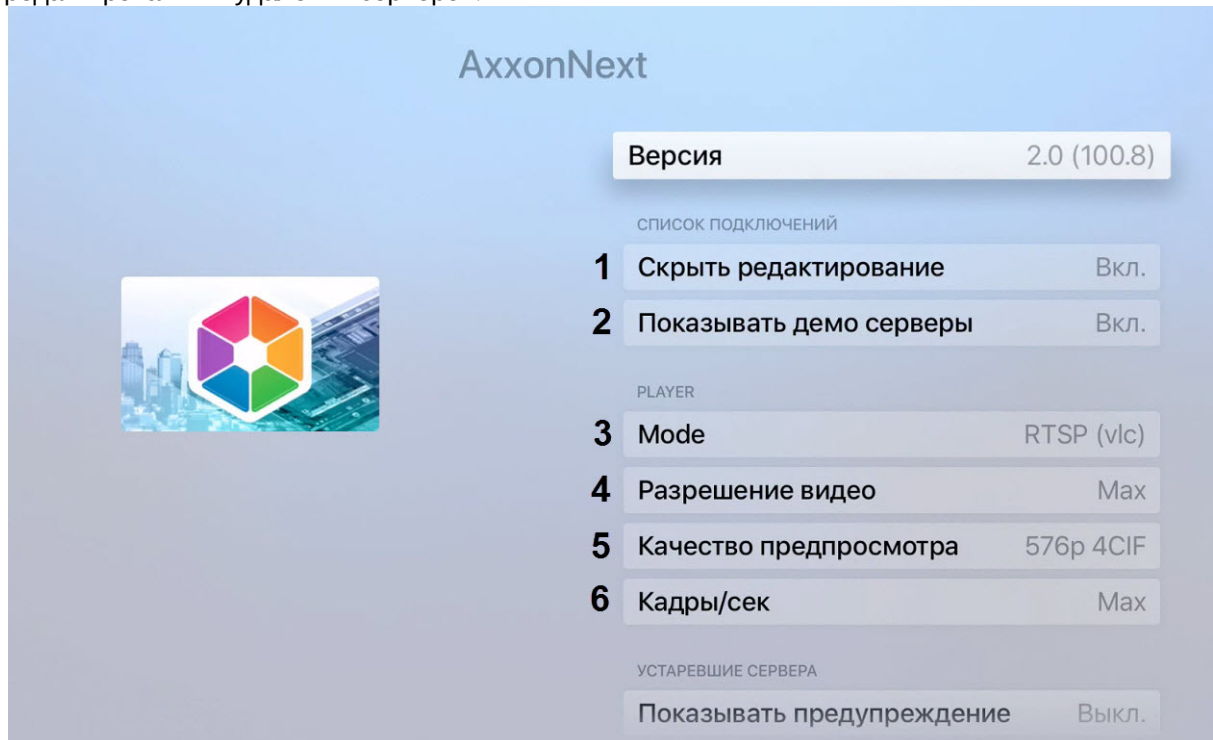 AxxonNext
Версия 2.0 (100.8)
СПИСОК ПОДКЛЮЧЕНИЙ
1 Скрыть редактирование Вкл.
2 Показывать демо серверы Вкл.
PLAYER
3 Mode RTSP (vlc)
4 Разрешение видео Max
5 Качество предпросмотра 576p 4CIF
6 Кадры/сек Max
УСТАРЕВШИЕ СЕРВЕРА
Показывать предупреждение Выкл.